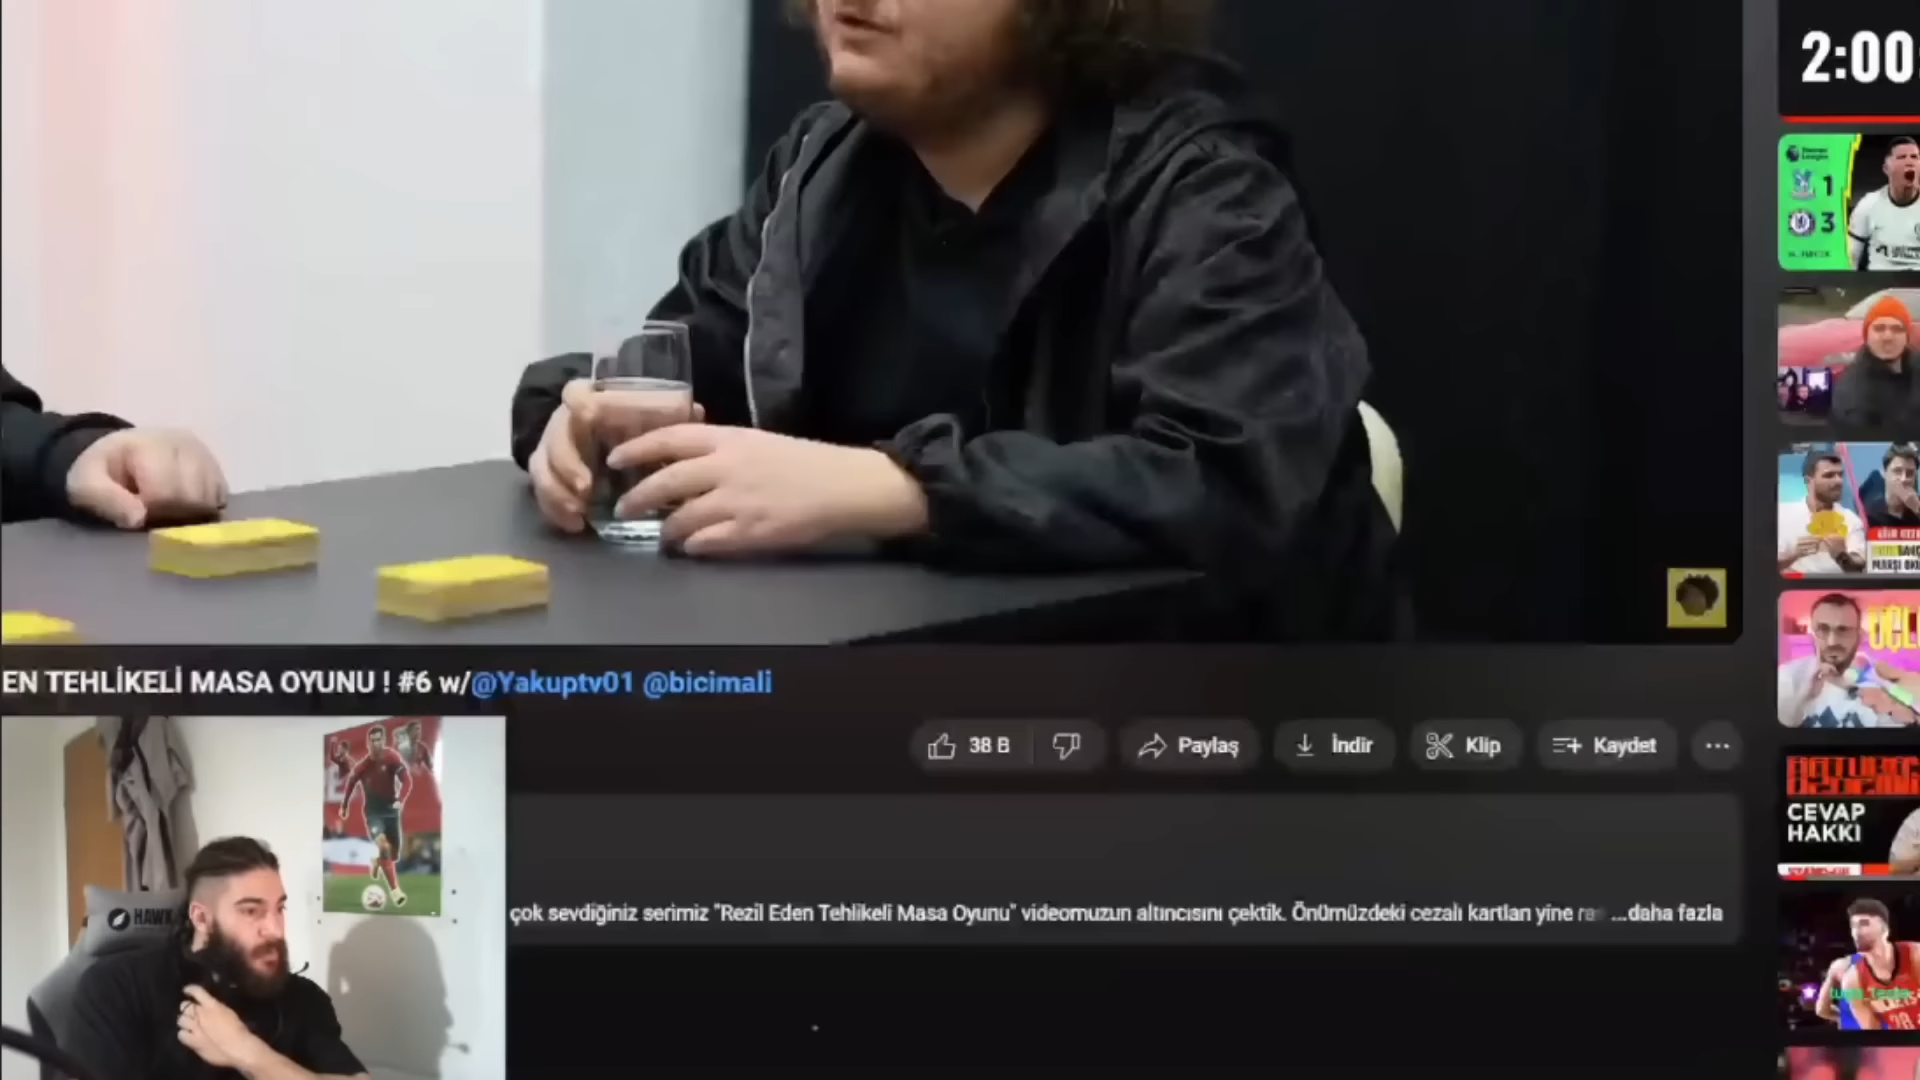 2:00
1
3
EN TEHLİKELİ MASA OYUNU ! #6 w/@Yakuptv01 @bicimali
38 B
Paylaş
İndir
Klip
Kaydet
çok sevdiğiniz serimiz "Rezil Eden Tehlikeli Masa Oyunu" videomuzun altıncısını çektik. Önümüzdeki cezalı kartları yine ...daha fazla
HAWK
CEVAP
HAKKI